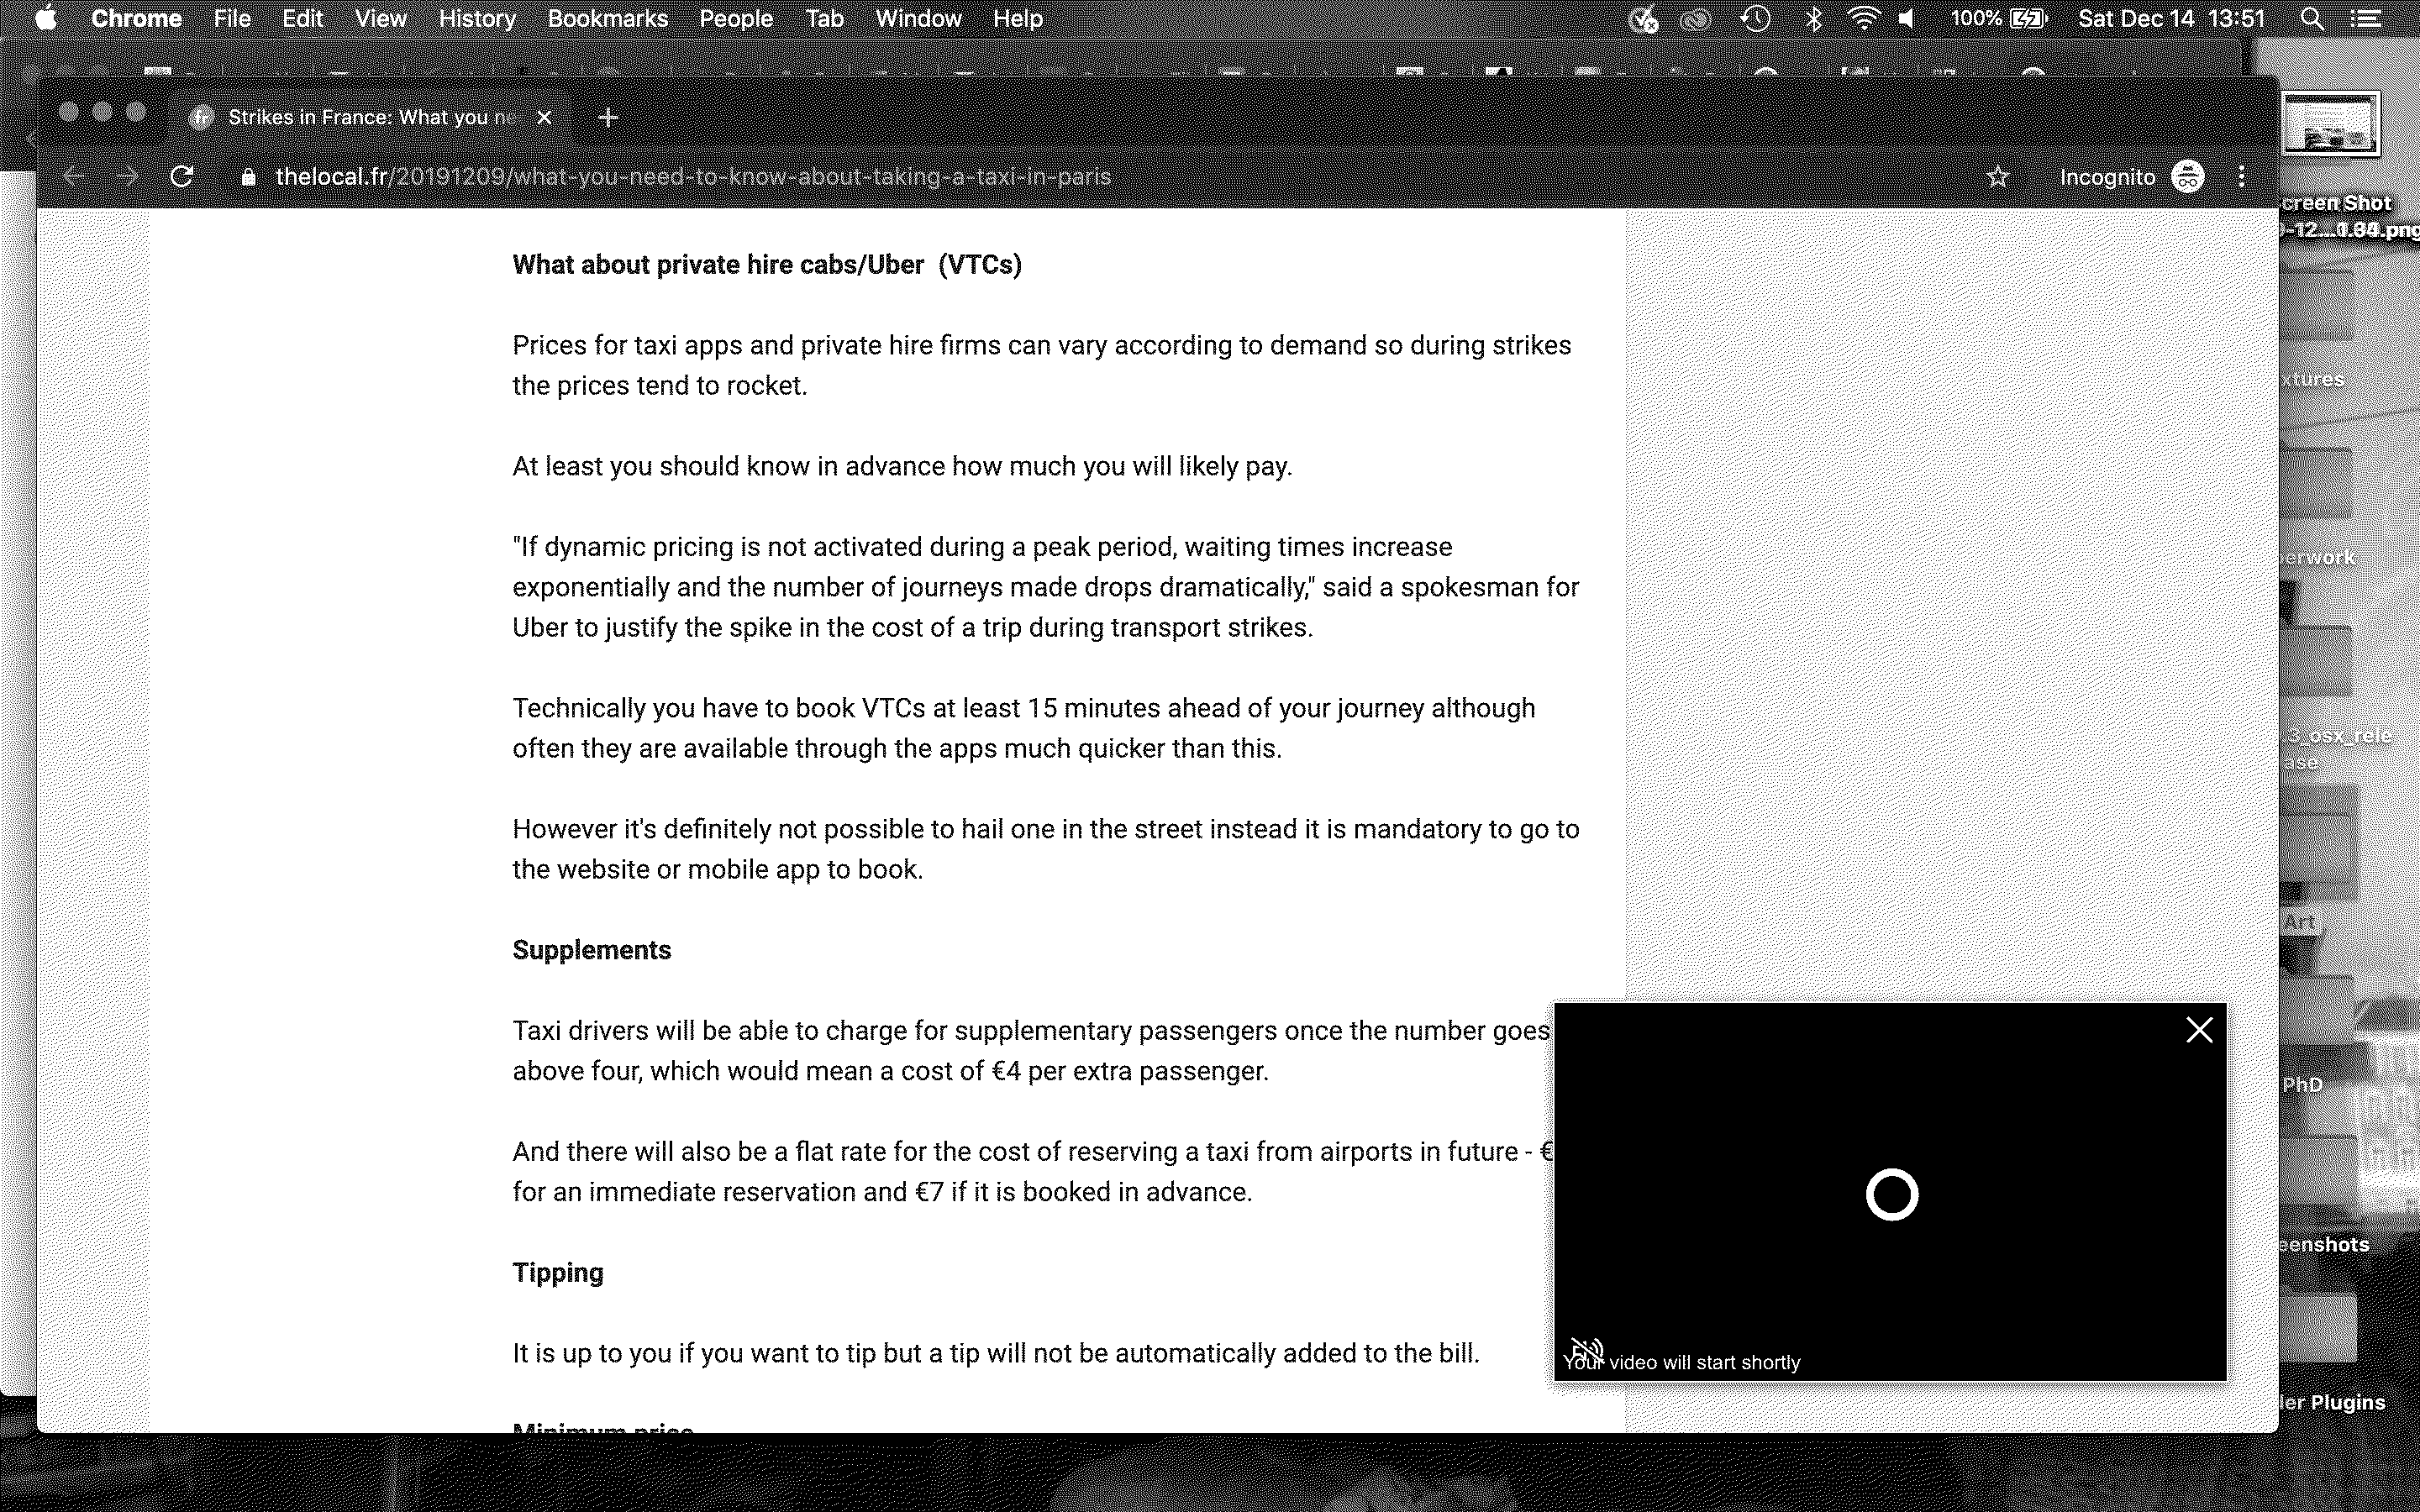 Chrome File Edit View History Bookmarks People Tab Window Help 100% Sat Dec 14 13:51
Strikes in France: What you ne
thelocal.fr/20191209/what-you-need-to-know-about-taking-a-taxi-in-paris Incognito
What about private hire cabs/Uber (VTCs)
Prices for taxi apps and private hire firms can vary according to demand so during strikes
the prices tend to rocket.
At least you should know in advance how much you will likely pay.
"If dynamic pricing is not activated during a peak period, waiting times increase
exponentially and the number of journeys made drops dramatically," said a spokesman for
Uber to justify the spike in the cost of a trip during transport strikes.
Technically you have to book VTCs at least 15 minutes ahead of your journey although
often they are available through the apps much quicker than this.
However it's definitely not possible to hail one in the street instead it is mandatory to go to
the website or mobile app to book.
Supplements
Taxi drivers will be able to charge for supplementary passengers once the number goes
above four, which would mean a cost of €4 per extra passenger.
And there will also be a flat rate for the cost of reserving a taxi from airports in future - €
for an immediate reservation and €7 if it is booked in advance.
Tipping
It is up to you if you want to tip but a tip will not be automatically added to the bill.
Minimum price
Your video will start shortly
creen Shot
xtures
erwork
.3_osx_rele
ase
Art
PhD
eenshots
er Plugins